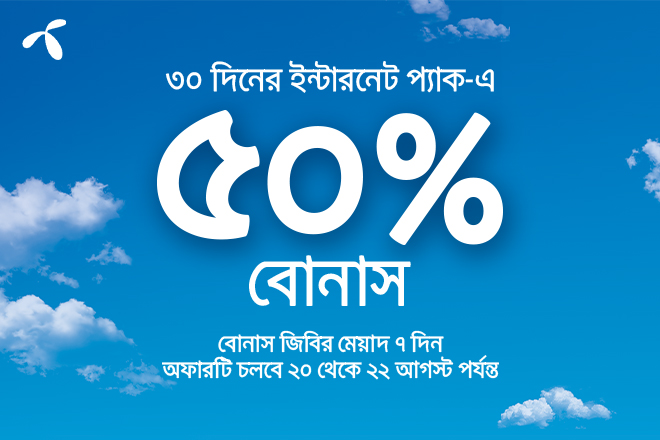 ৩০ দিনের ইন্টারনেট প্যাক-এ
৫০%
বোনাস
বোনাস জিবির মেয়াদ ৭ দিন
অফারটি চলবে ২০ থেকে ২২ আগস্ট পর্যন্ত